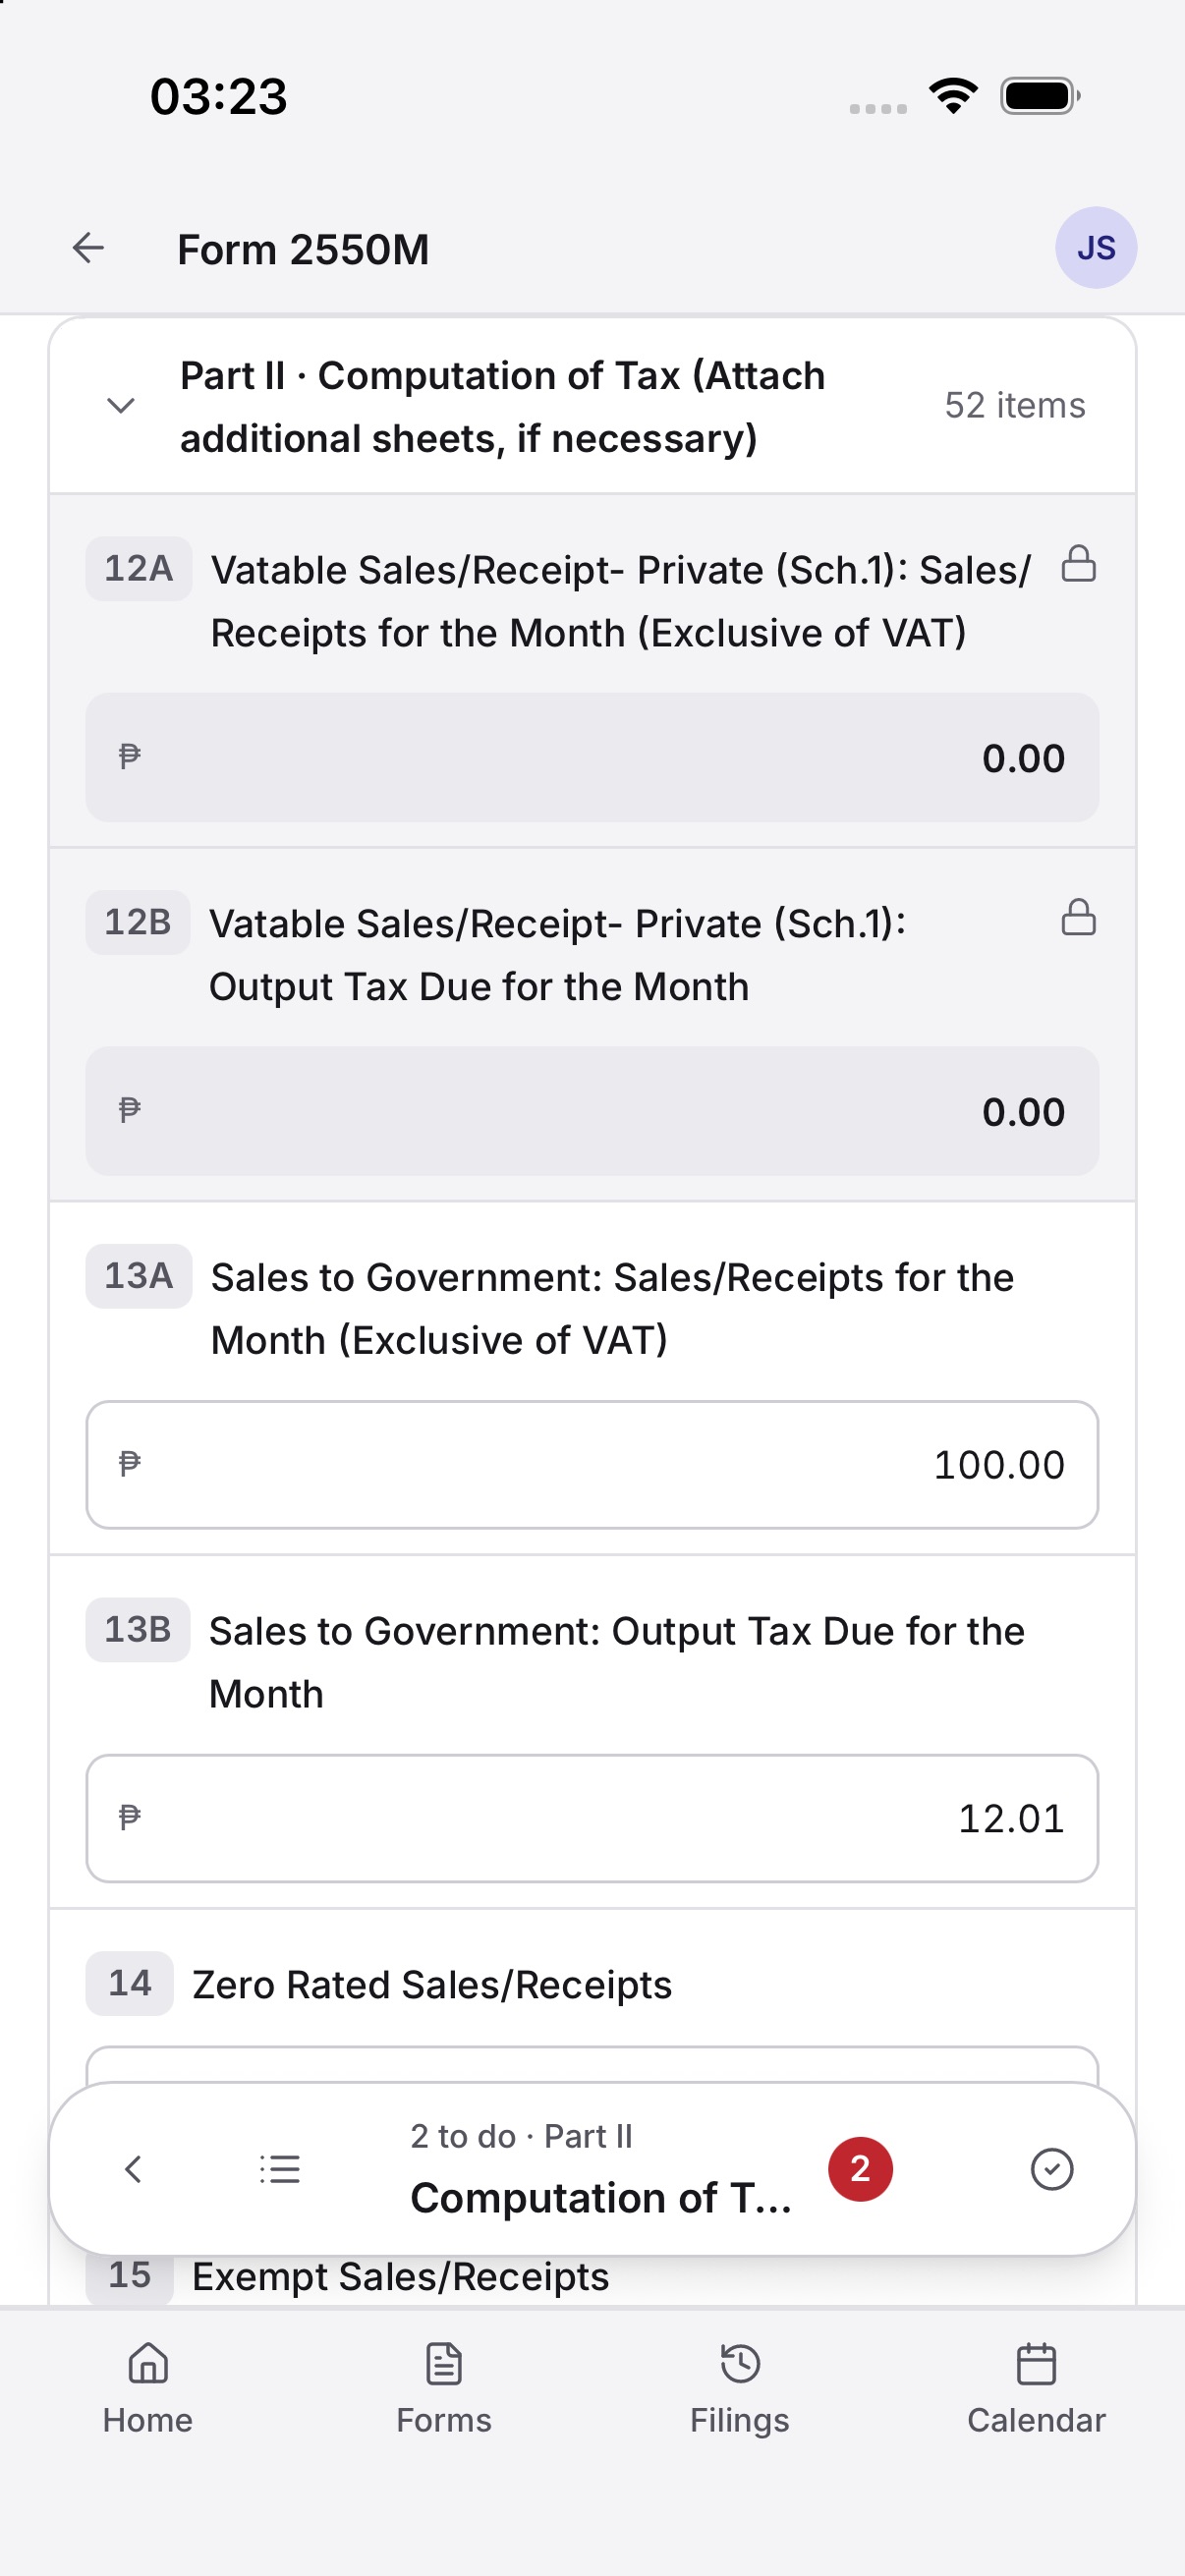 03:23
Form 2550M
JS
Part II · Computation of Tax (Attach
additional sheets, if necessary)
52 items
12A
Vatable Sales/Receipt- Private (Sch.1): Sales/
Receipts for the Month (Exclusive of VAT)
₱
0.00
12B
Vatable Sales/Receipt- Private (Sch.1):
Output Tax Due for the Month
₱
0.00
13A
Sales to Government: Sales/Receipts for the
Month (Exclusive of VAT)
₱
100.00
13B
Sales to Government: Output Tax Due for the
Month
₱
12.01
14
Zero Rated Sales/Receipts
2 to do · Part II
Computation of T...
2
15
Exempt Sales/Receipts
Home
Forms
Filings
Calendar